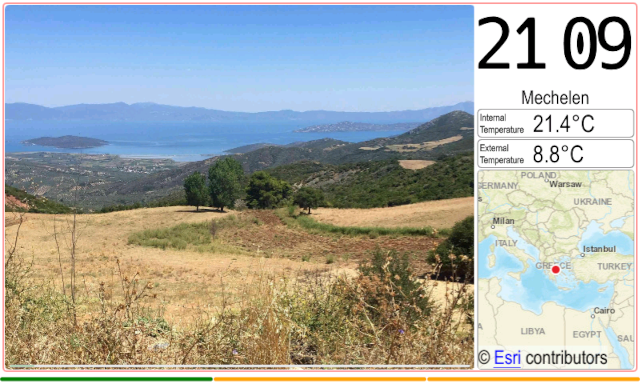 21 09
Mechelen
Internal
Temperature
21.4°C
External
Temperature
8.8°C
POLAND
GERMANY
Warsaw
UKRAINE
Milan
ITALY
Istanbul
GREECE
TURKEY
Cairo
LIBYA
EGYPT
SAU
© Esri contributors